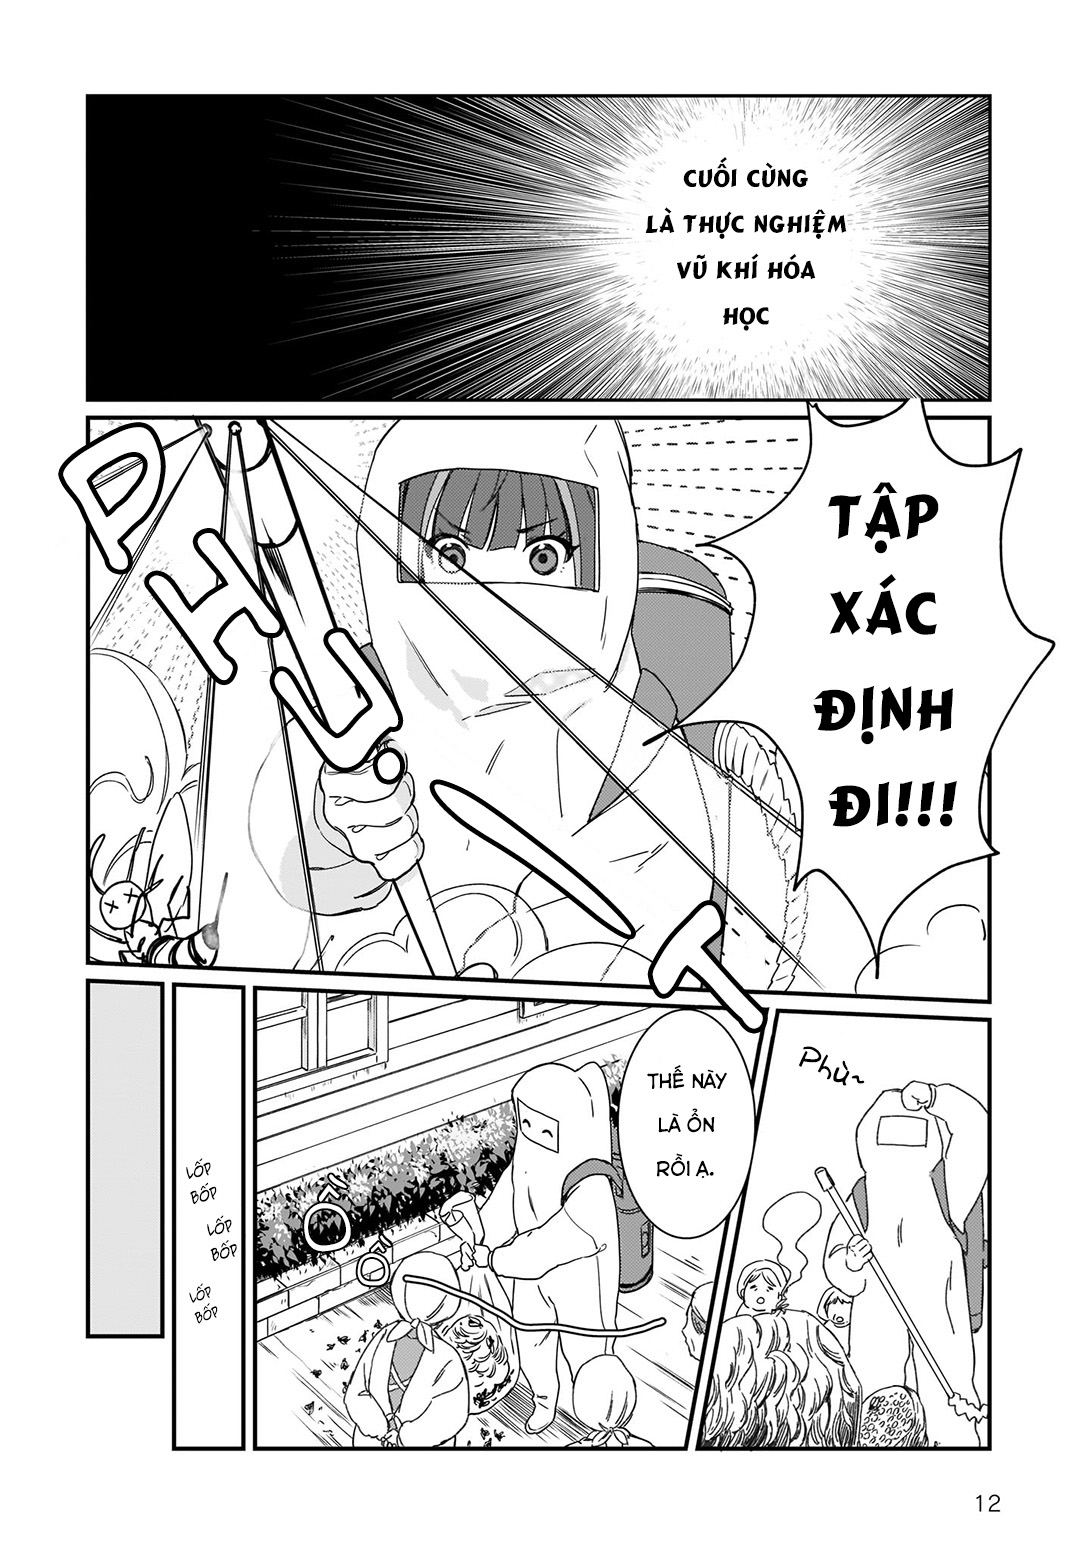 CUỐI CÙNG
LÀ THỰC NGHIỆM
VŨ KHÍ HÓA
HỌC
TẬP
XÁC
ĐỊNH
ĐI!!!
PHỤT
Phù~
THẾ NÀY
LÀ ỔN
RỒI Ạ.
LỐP
BỐP
LỐP
BỐP
LỐP
BỐP
12